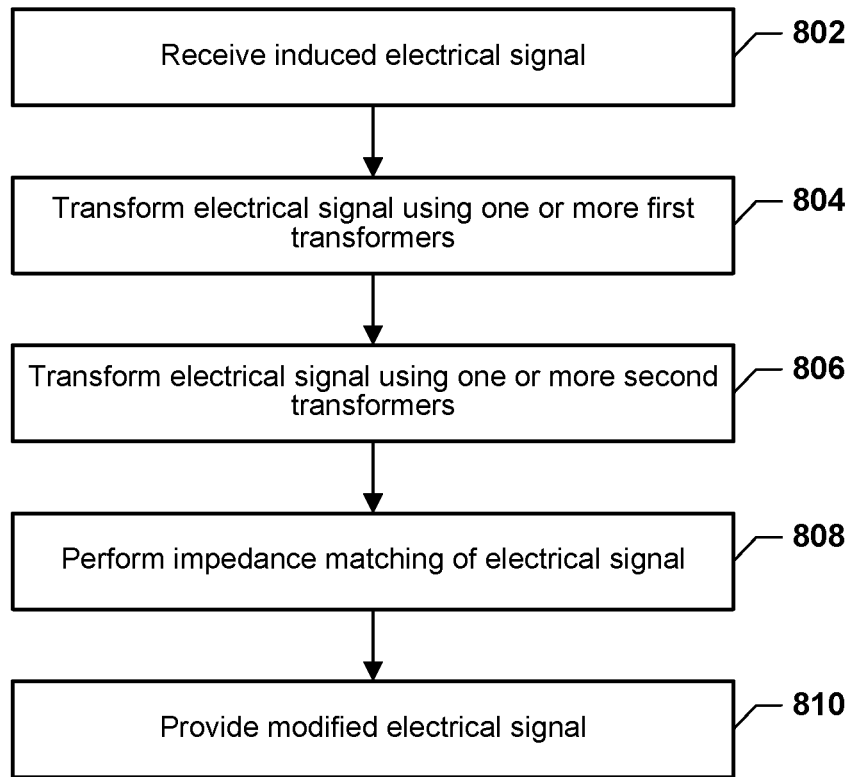 Receive induced electrical signal
802
Transform electrical signal using one or more first
transformers
804
Transform electrical signal using one or more second
transformers
806
Perform impedance matching of electrical signal
808
Provide modified electrical signal
810